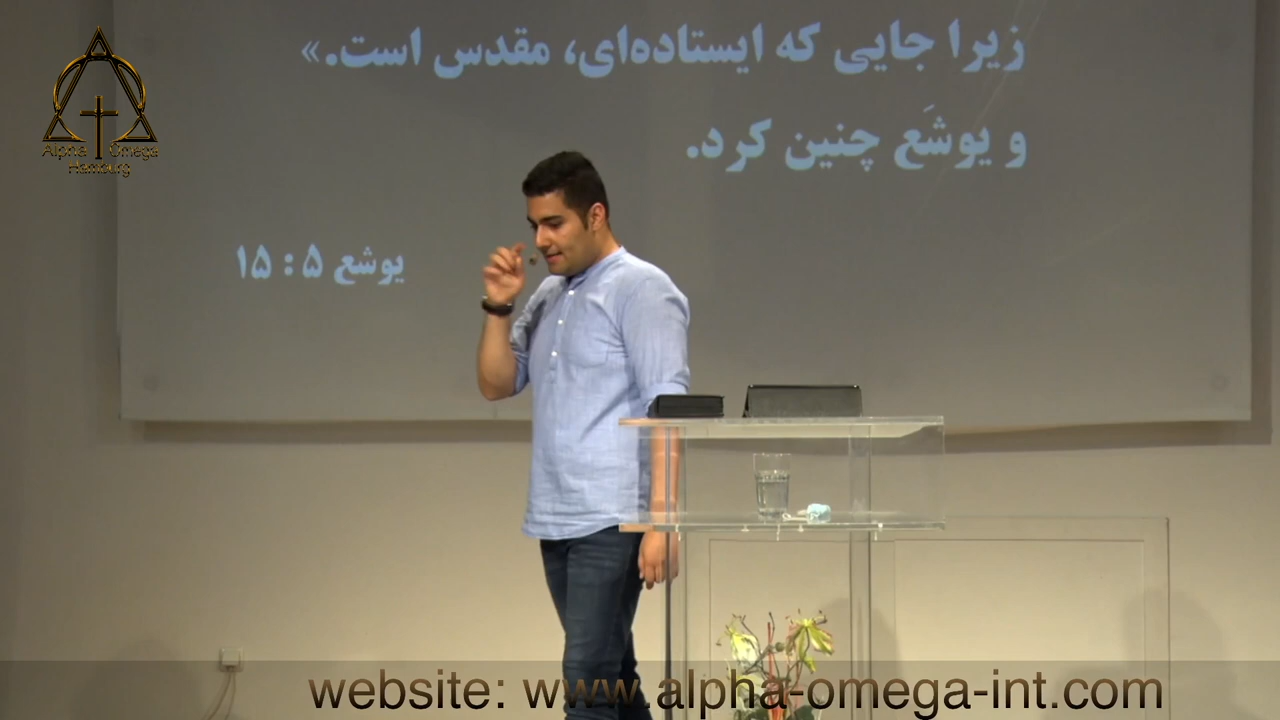 زیرا جایی که ایستاده‌ای، مقدس است.»
و یوشَع چنین کرد.
یوشع ۵ : ۱۵
Alpha Omega
Hamburg
website: www.alpha-omega-int.com